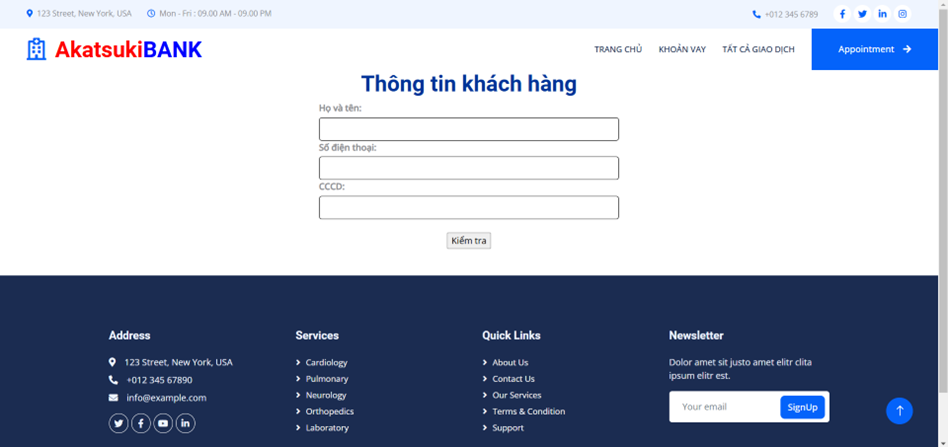 123 Street, New York, USA Mon - Fri : 09.00 AM - 09.00 PM +012 345 6789
AkatsukiBANK TRANG CHỦ KHOẢN VAY TẤT CẢ GIAO DỊCH Appointment
Thông tin khách hàng
Họ và tên:
Số điện thoại:
CCCD:
Kiểm tra
Address
123 Street, New York, USA
+012 345 67890
info@example.com
Services
Cardiology
Pulmonary
Neurology
Orthopedics
Laboratory
Quick Links
About Us
Contact Us
Our Services
Terms & Condition
Support
Newsletter
Dolor amet sit justo amet elitr clita
ipsum elitr est.
Your email SignUp